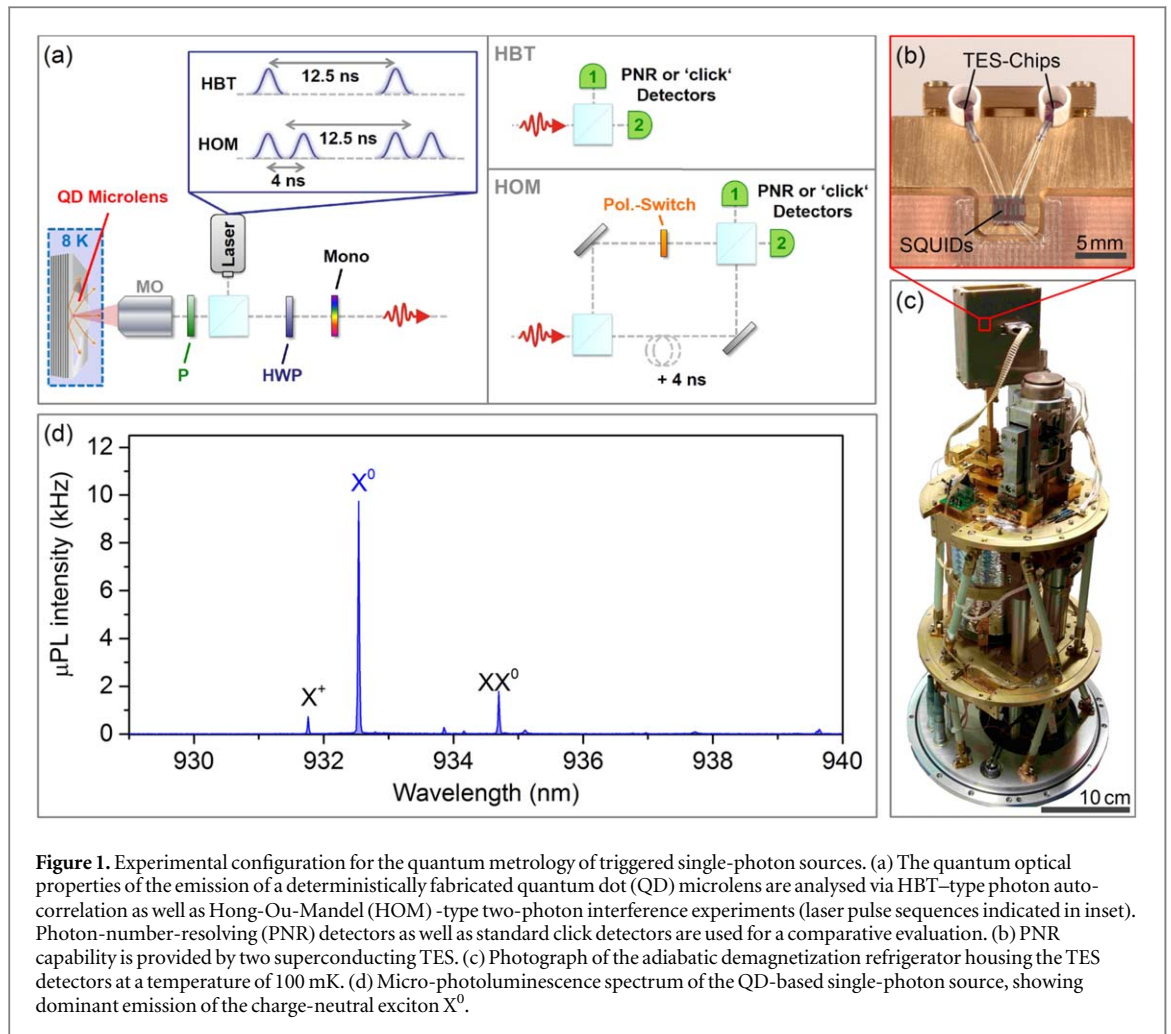 (a)
HBT
12.5 ns
HOM
12.5 ns
4 ns
QD Microlens
8 K
MO
Laser
Mono
P
HWP
HBT
1
PNR or ‘click‘
Detectors
2
HOM
Pol.-Switch
1
PNR or ‘click‘
Detectors
2
+ 4 ns
(b)
TES-Chips
SQUIDs
5 mm
(c)
10 cm
(d)
12
10
8
6
4
2
0
µPL intensity (kHz)
X⁺
X⁰
XX⁰
930 932 934 936 938 940
Wavelength (nm)
Figure 1. Experimental configuration for the quantum metrology of triggered single-photon sources. (a) The quantum optical
properties of the emission of a deterministically fabricated quantum dot (QD) microlens are analysed via HBT–type photon auto-
correlation as well as Hong-Ou-Mandel (HOM) -type two-photon interference experiments (laser pulse sequences indicated in inset).
Photon-number-resolving (PNR) detectors as well as standard click detectors are used for a comparative evaluation. (b) PNR
capability is provided by two superconducting TES. (c) Photograph of the adiabatic demagnetization refrigerator housing the TES
detectors at a temperature of 100 mK. (d) Micro-photoluminescence spectrum of the QD-based single-photon source, showing
dominant emission of the charge-neutral exciton X⁰.